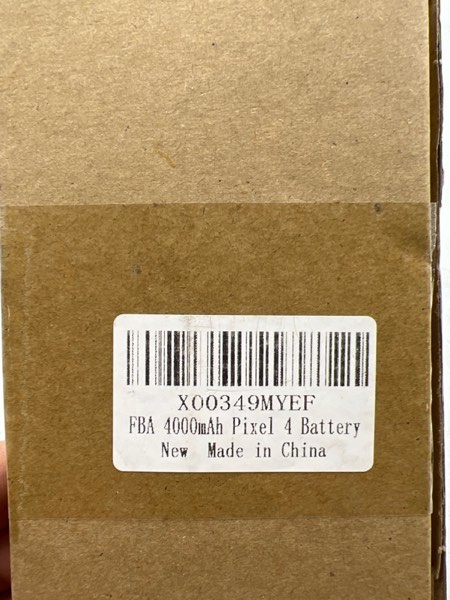 X00349MYEF
FBA 4000mAh Pixel 4 Battery
New Made in China